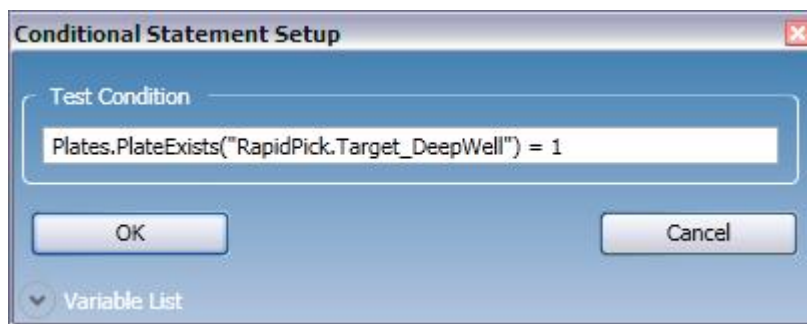 Conditional Statement Setup
Test Condition
Plates.PlateExists("RapidPick.Target_DeepWell") = 1
OK
Cancel
Variable List